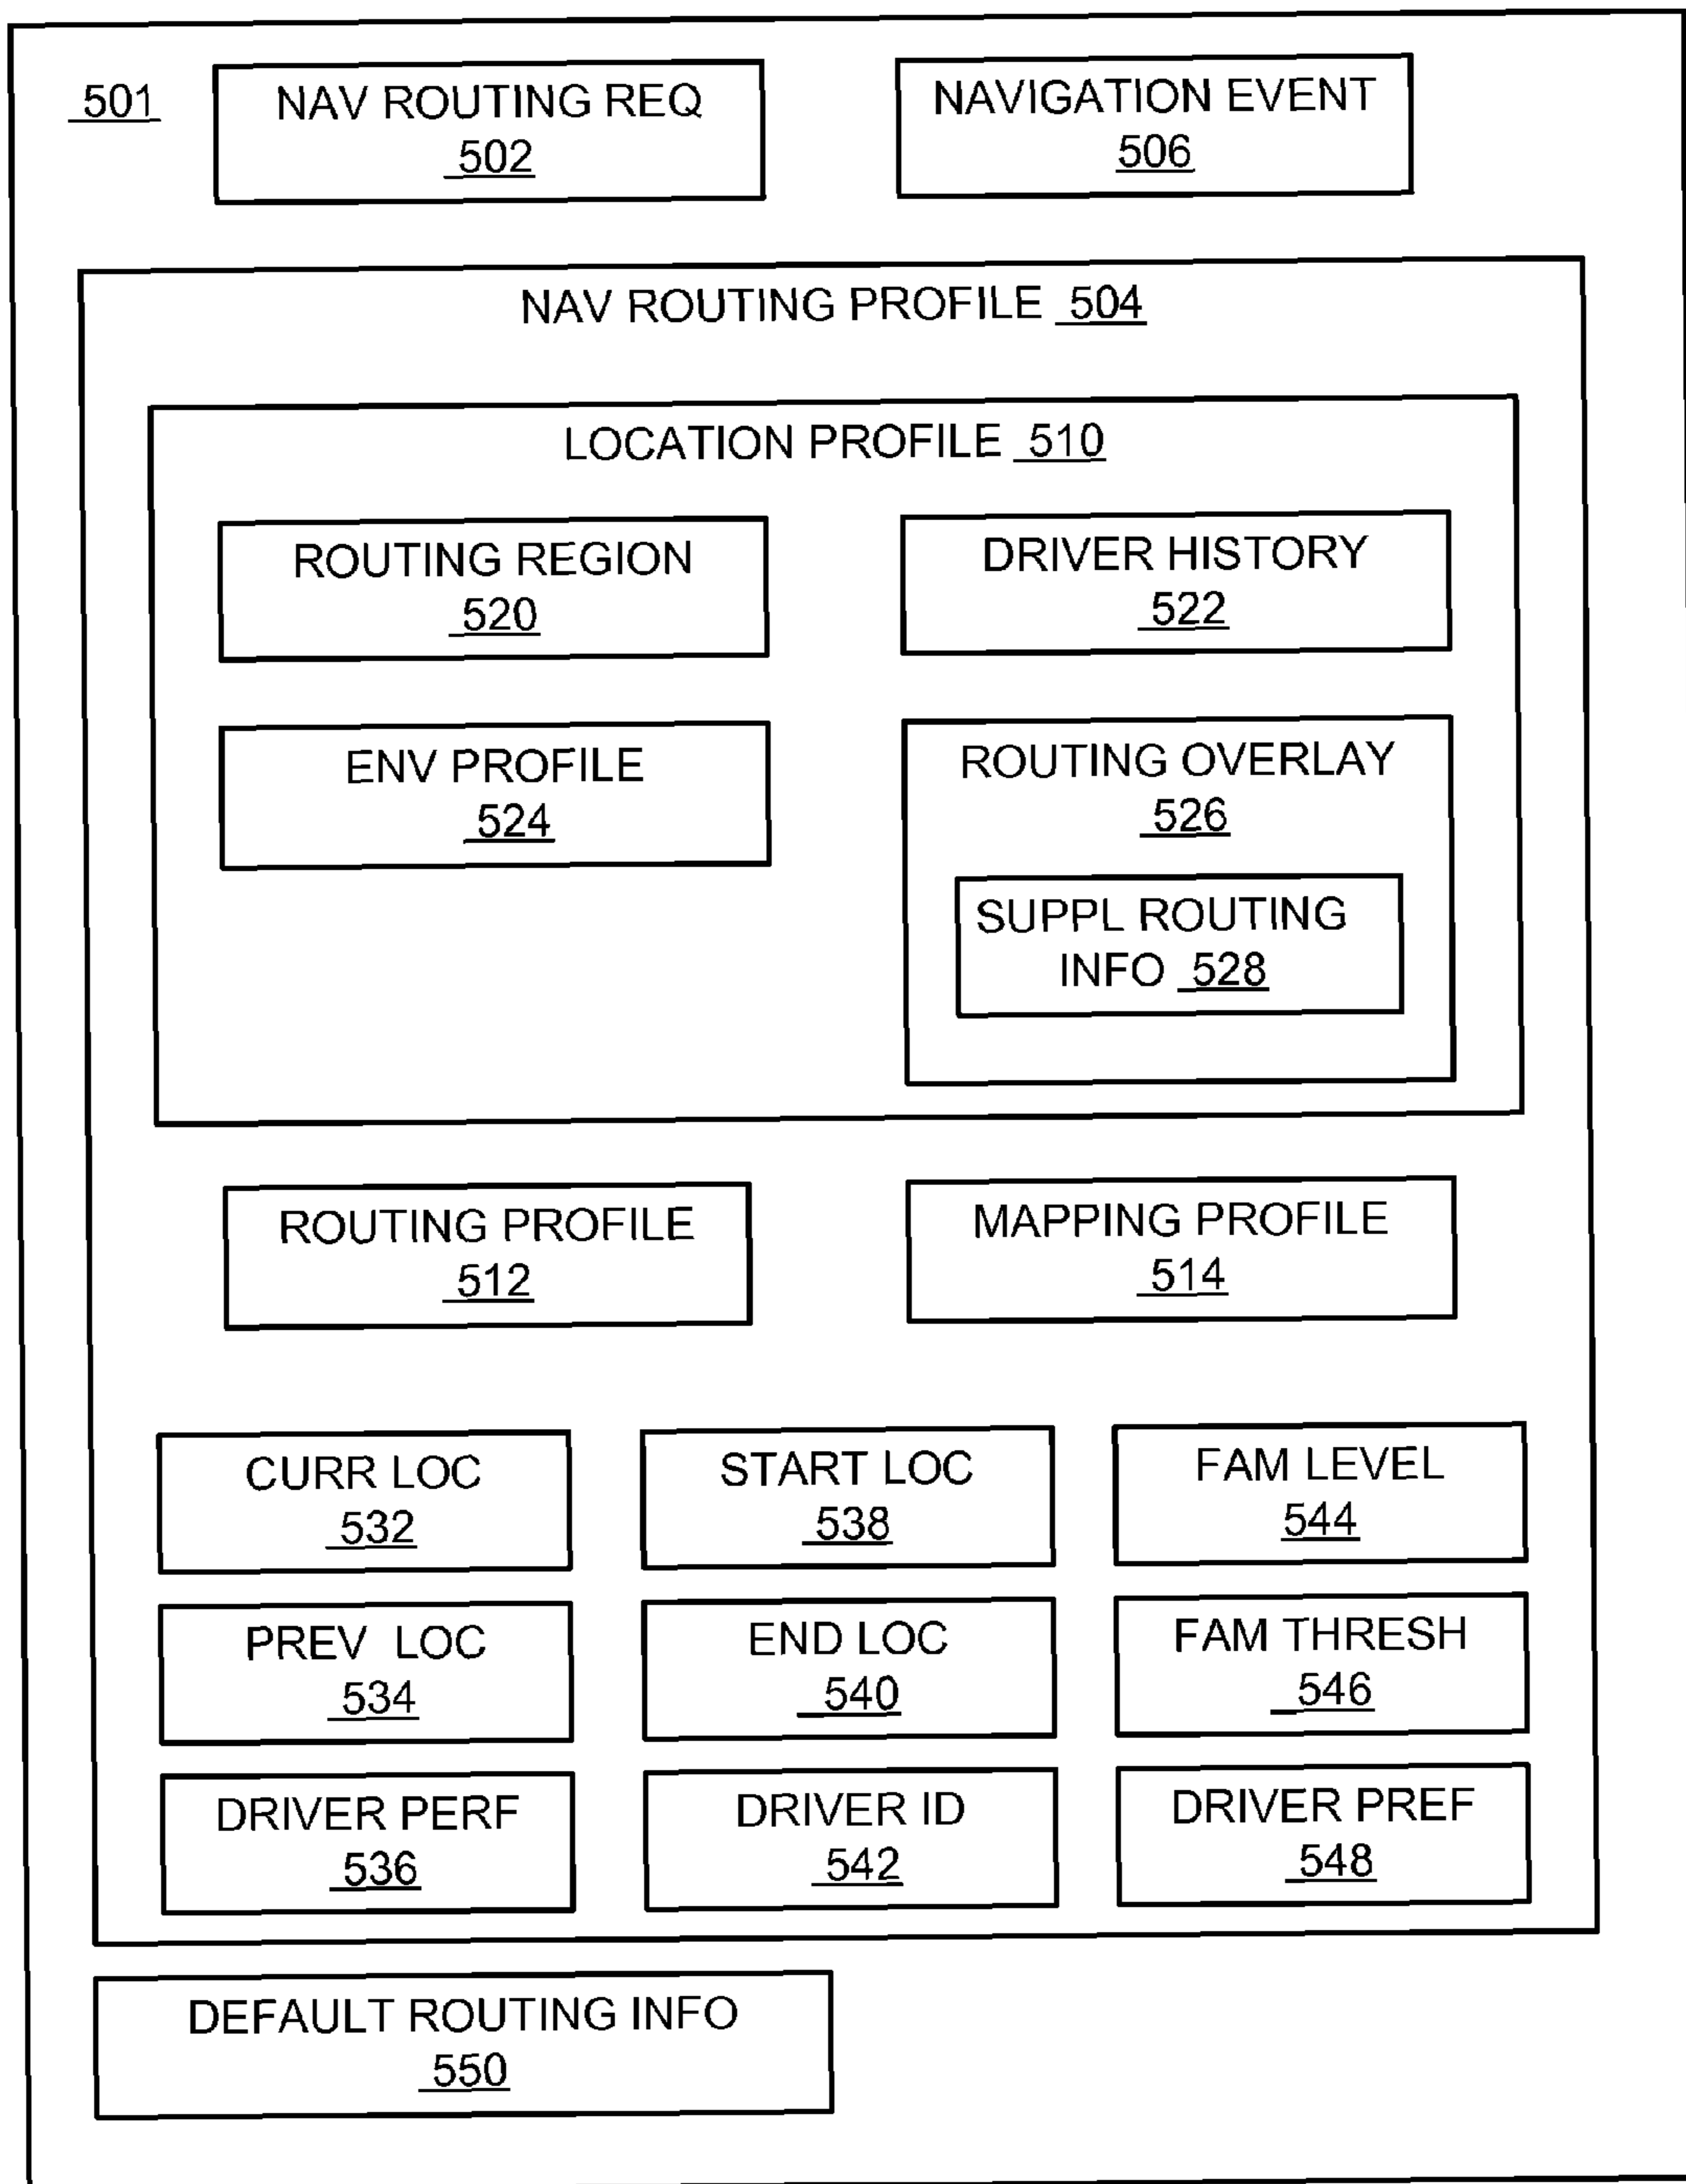 501
NAV ROUTING REQ
502
NAVIGATION EVENT
506
NAV ROUTING PROFILE 504
LOCATION PROFILE 510
ROUTING REGION
520
DRIVER HISTORY
522
ENV PROFILE
524
ROUTING OVERLAY
526
SUPPL ROUTING
INFO 528
ROUTING PROFILE
512
MAPPING PROFILE
514
CURR LOC
532
START LOC
538
FAM LEVEL
544
PREV LOC
534
END LOC
540
FAM THRESH
546
DRIVER PERF
536
DRIVER ID
542
DRIVER PREF
548
DEFAULT ROUTING INFO
550